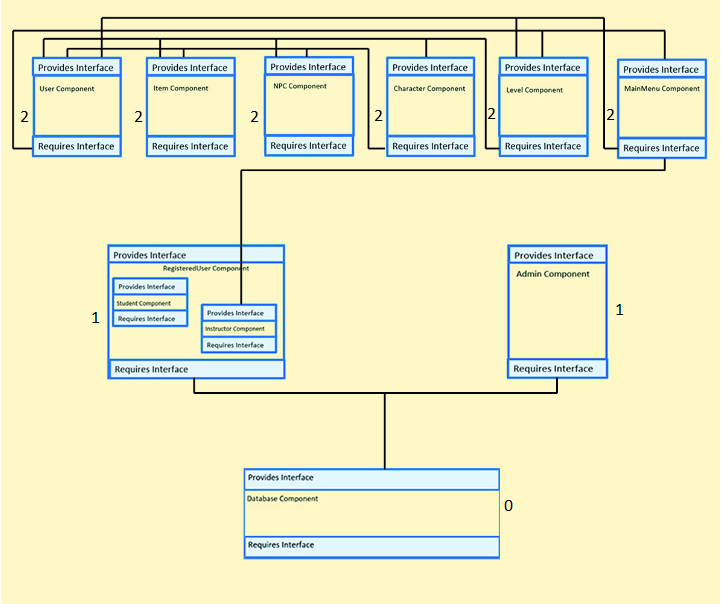 Provides Interface
Provides Interface
Provides Interface
Provides Interface
Provides Interface
Provides Interface
User Component
Item Component
NPC Component
Character Component
Level Component
MainMenu Component
2
2
2
2
2
2
Requires Interface
Requires Interface
Requires Interface
Requires Interface
Requires Interface
Requires Interface
Provides Interface
RegisteredUser Component
Provides Interface
Student Component
Requires Interface
Provides Interface
Instructor Component
Requires Interface
1
Requires Interface
Provides Interface
Admin Component
1
Requires Interface
Provides Interface
Database Component
0
Requires Interface